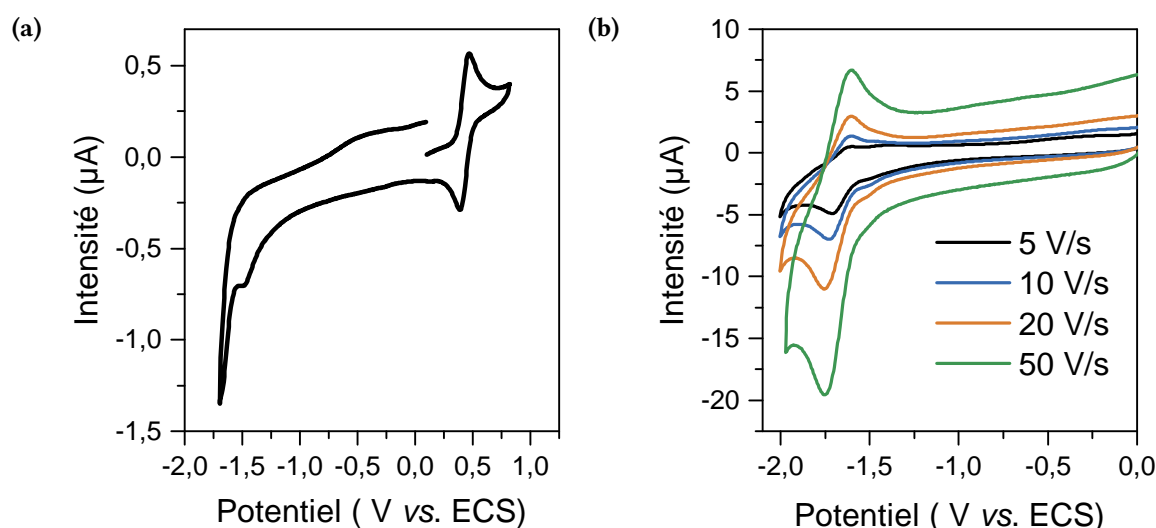 (a)
Intensité (µA)
0,5
0,0
-0,5
-1,0
-1,5
-2,0 -1,5 -1,0 -0,5 0,0 0,5 1,0
Potentiel ( V vs. ECS)
(b)
Intensité (µA)
10
5
0
-5
-10
-15
-20
5 V/s
10 V/s
20 V/s
50 V/s
-2,0 -1,5 -1,0 -0,5 0,0
Potentiel ( V vs. ECS)